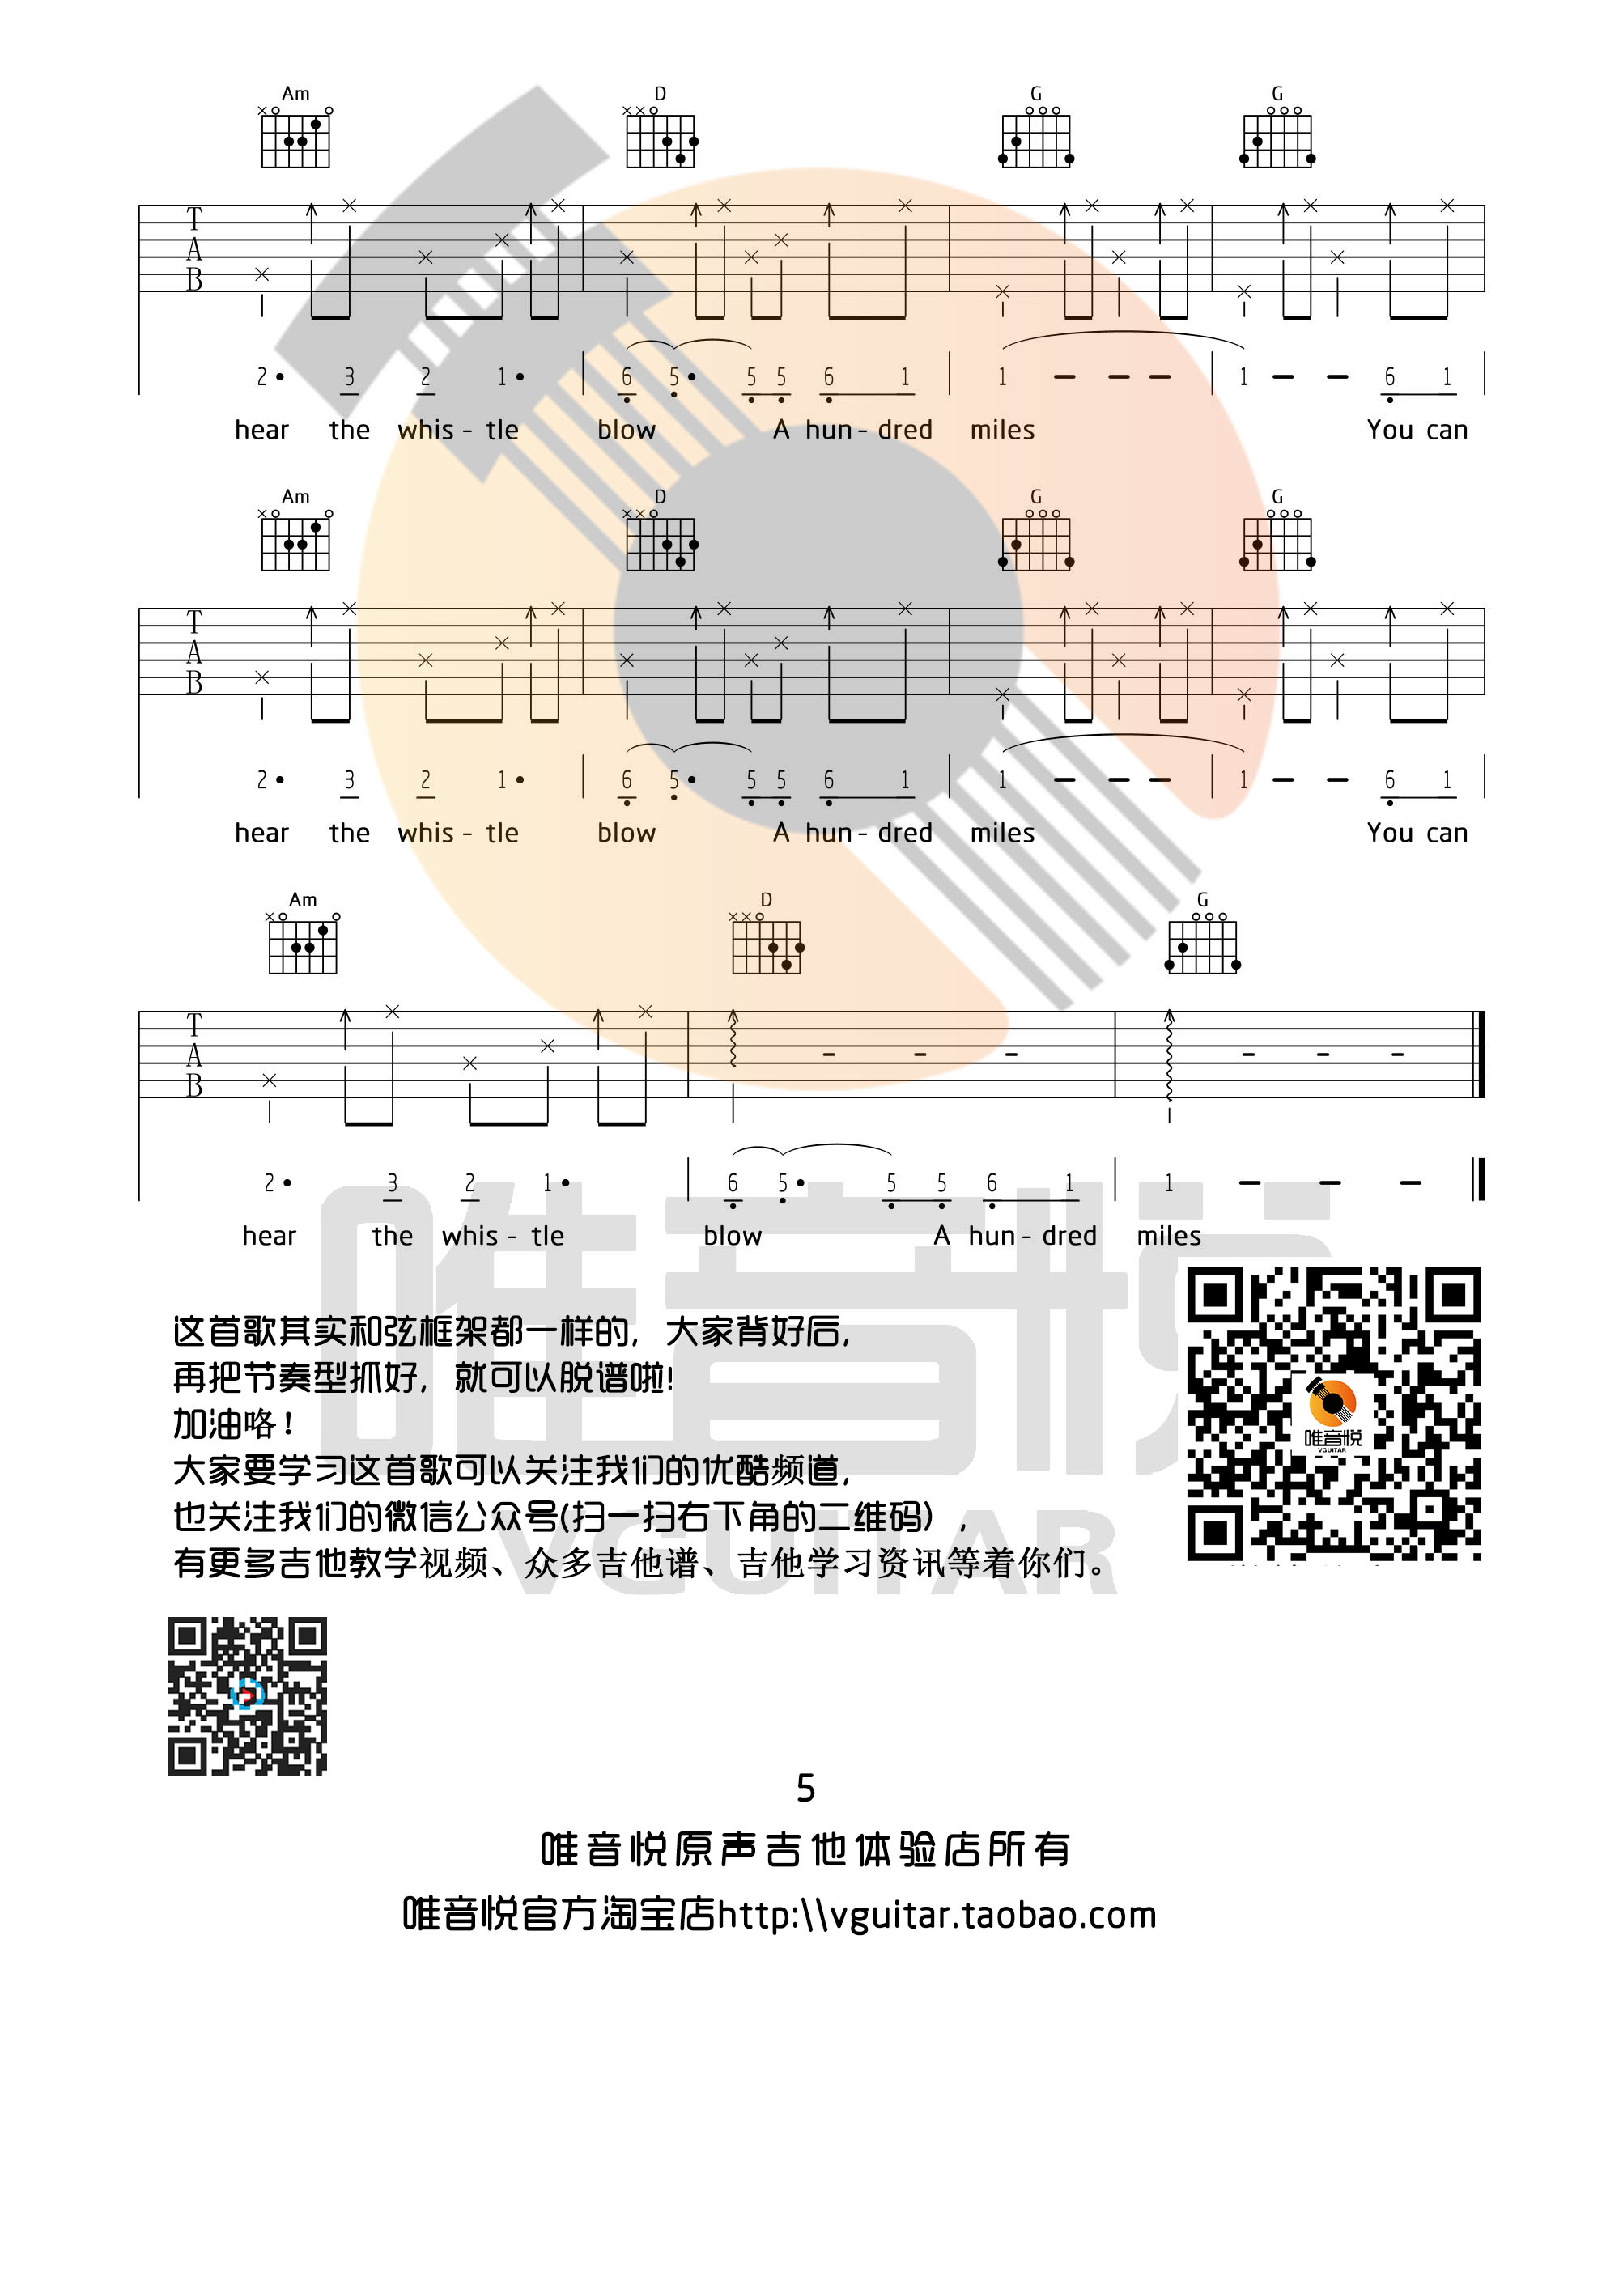 Am D G G
T
A
B
2• 3 2 1• 6 5• 5 5 6 1 1 — — — 1 — — 6 1
hear the whis- tle blow A hun- dred miles You can
Am D G G
T
A
B
2• 3 2 1• 6 5• 5 5 6 1 1 — — — 1 — — 6 1
hear the whis- tle blow A hun- dred miles You can
Am D G
T
A
B
2• 3 2 1• 6 5• 5 5 6 1 1 — — —
hear the whis- tle blow A hun- dred miles
唯音悦
VGUITAR
这首歌其实和弦框架都一样的，大家背好后，
再把节奏型抓好，就可以脱谱啦!
加油咯！
大家要学习这首歌可以关注我们的优酷频道，
也关注我们的微信公众号(扫一扫右下角的二维码)，
有更多吉他教学视频、众多吉他谱、吉他学习资讯等着你们。
唯音悦
VGUITAR
5
唯音悦原声吉他体验店所有
唯音悦官方淘宝店http:\\vguitar.taobao.com